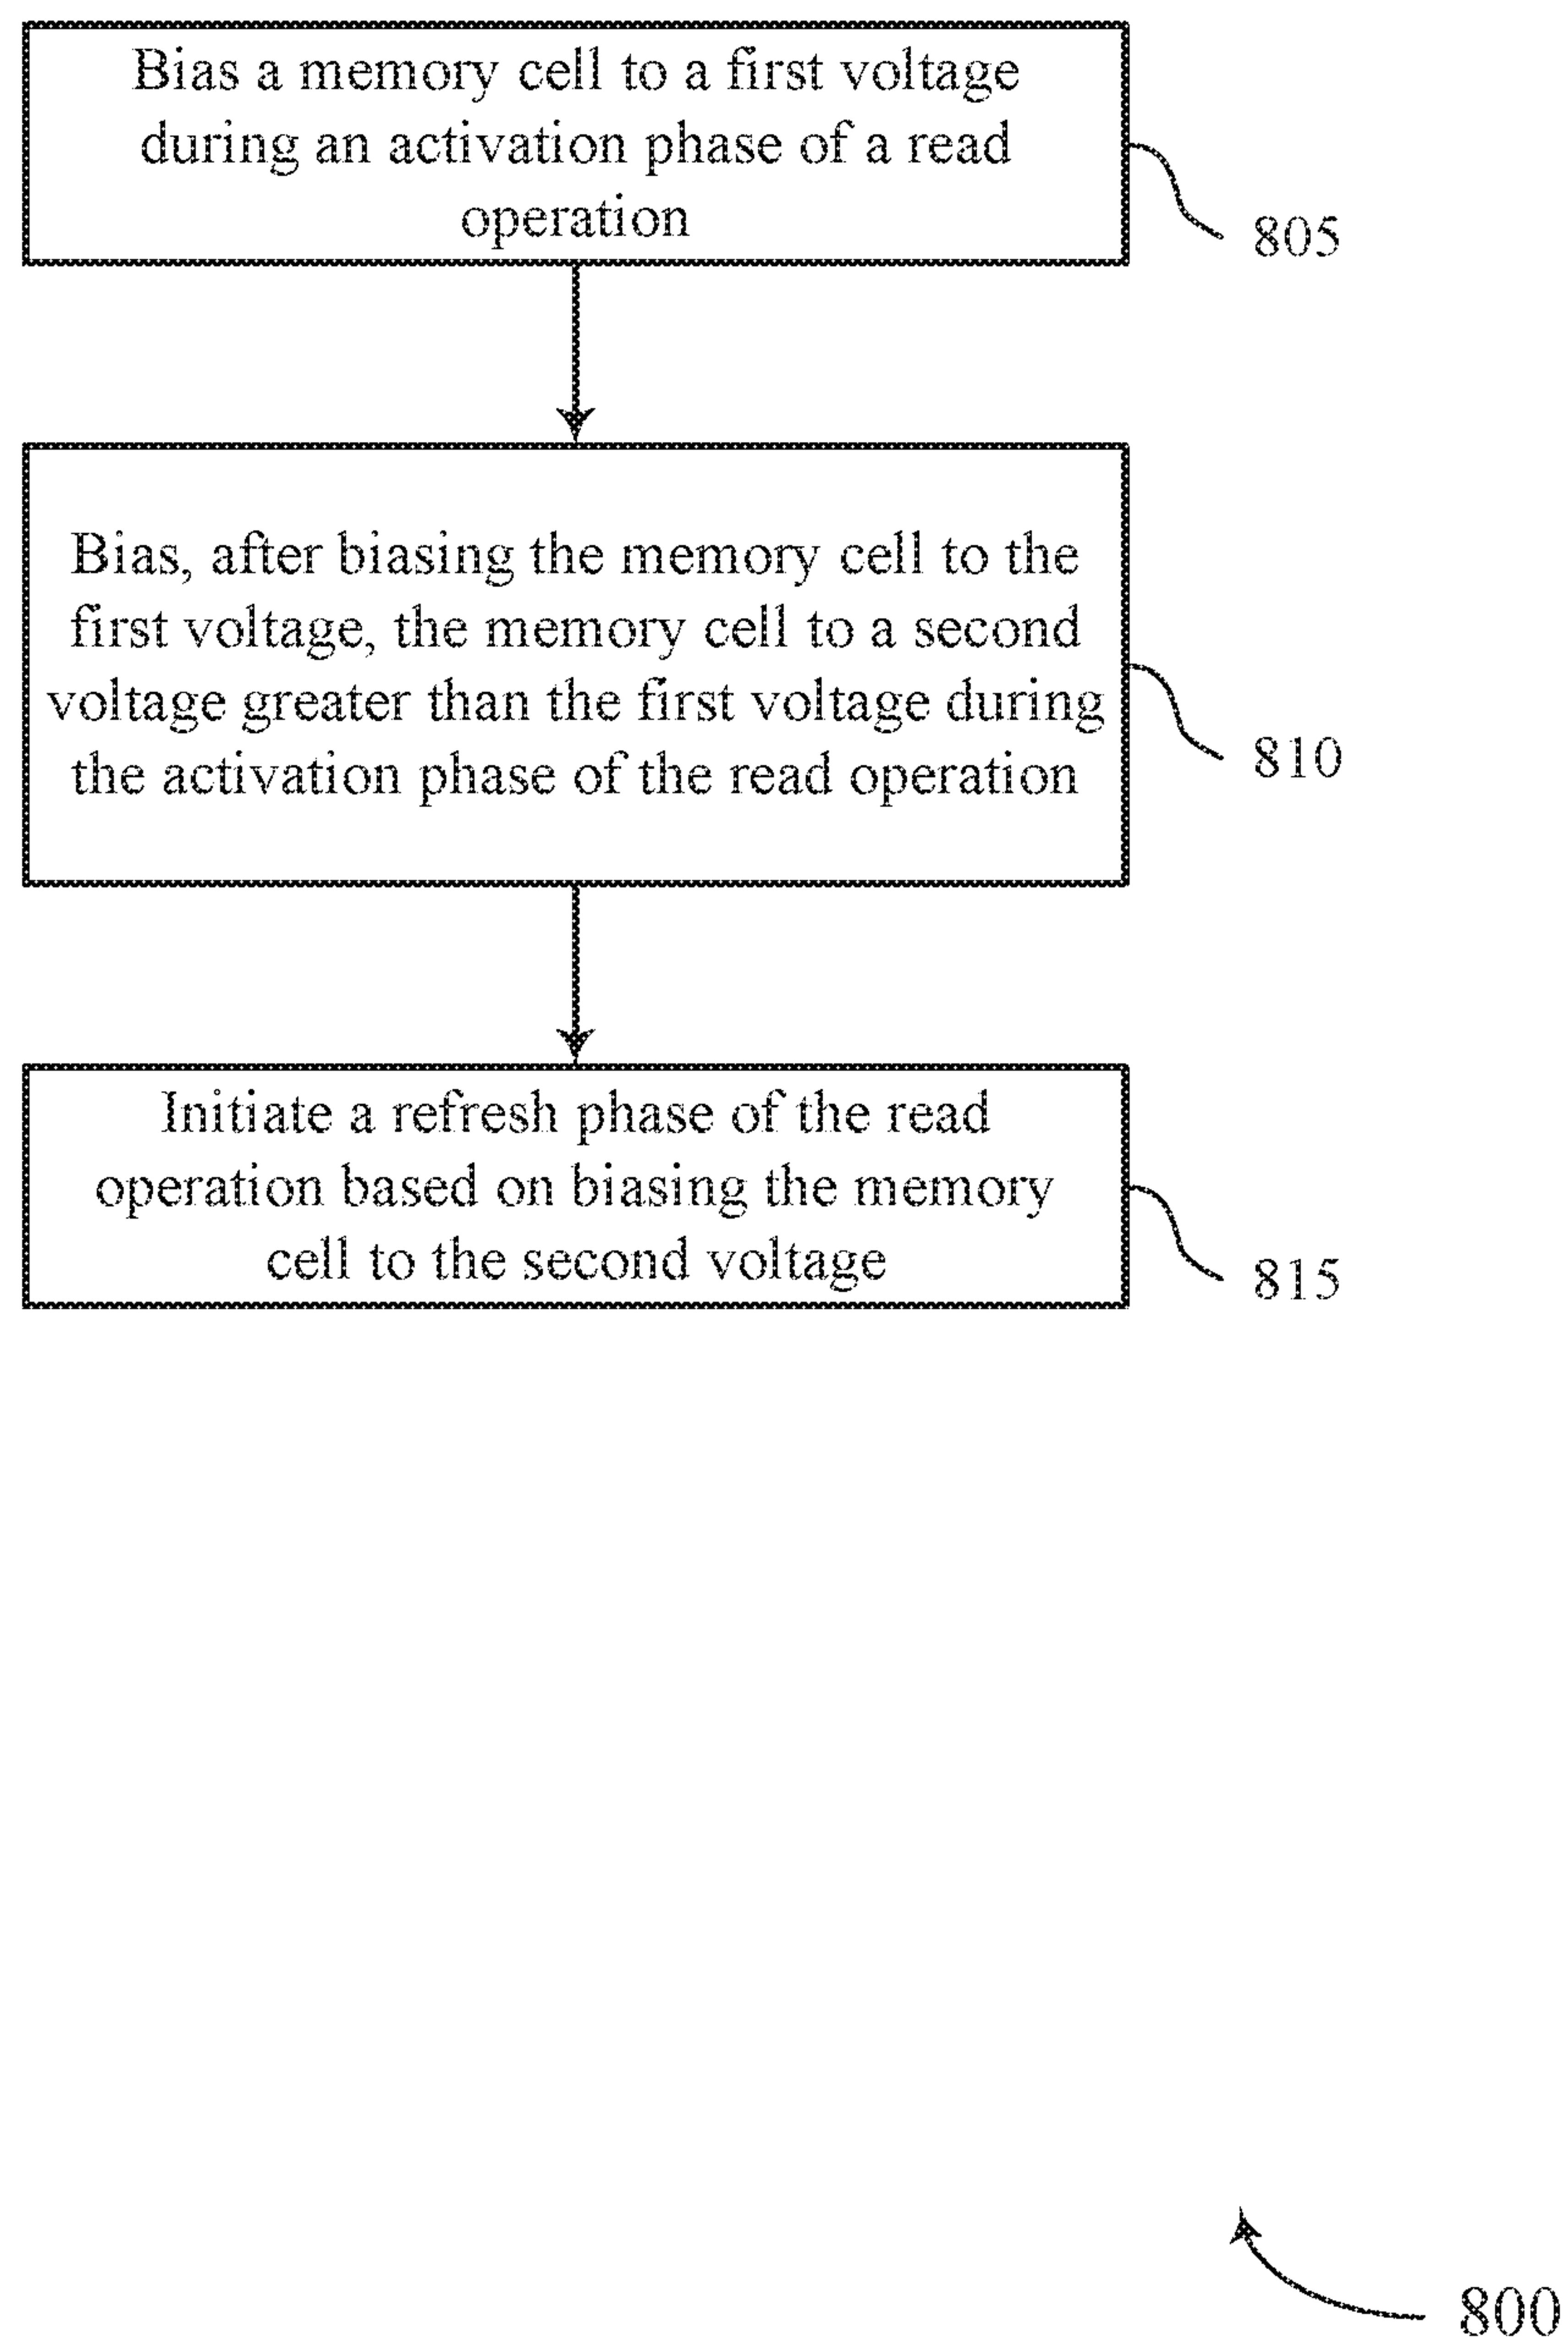 Bias a memory cell to a first voltage
during an activation phase of a read
operation
805
Bias, after biasing the memory cell to the
first voltage, the memory cell to a second
voltage greater than the first voltage during
the activation phase of the read operation
810
Initiate a refresh phase of the read
operation based on biasing the memory
cell to the second voltage
815
800